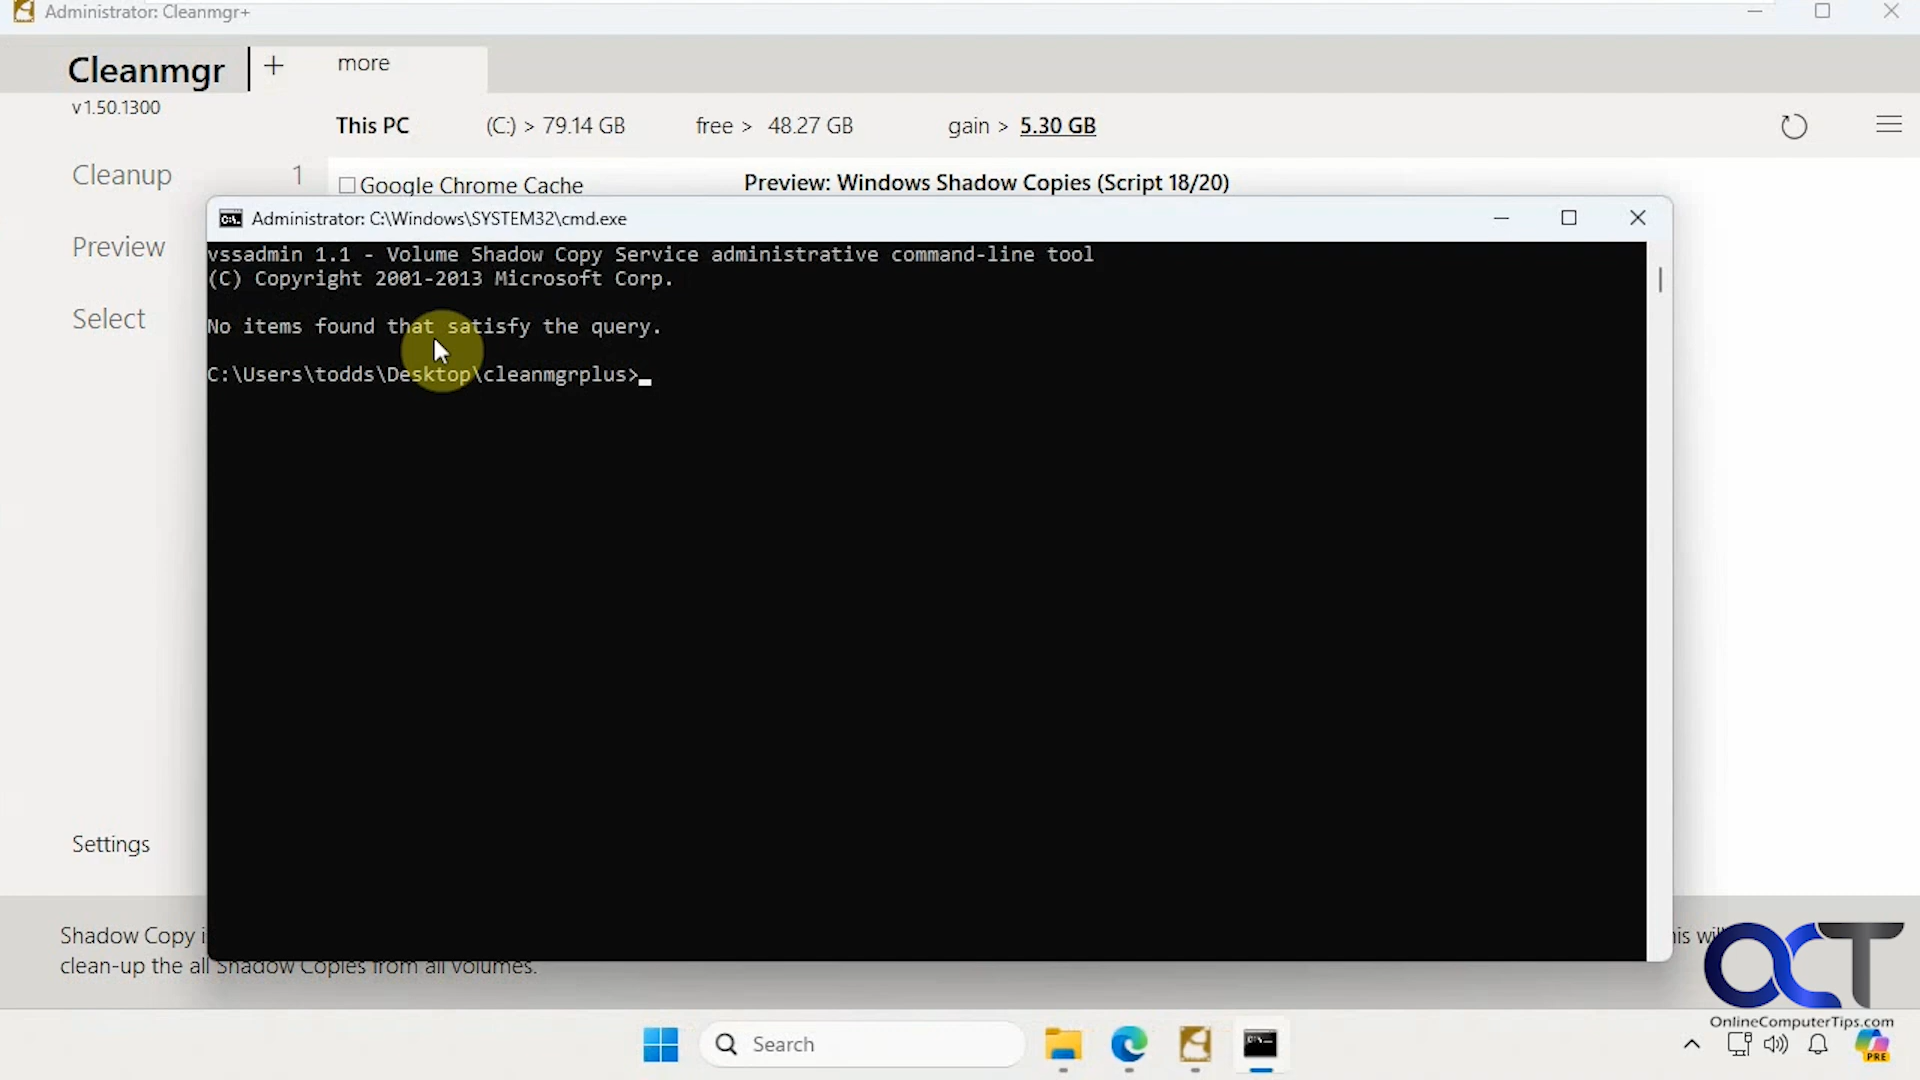 Administrator: Cleanmgr+
Cleanmgr + more
v1.50.1300
This PC (C:) > 79.14 GB free > 48.27 GB gain > 5.30 GB
Cleanup 1
Google Chrome Cache
Preview: Windows Shadow Copies (Script 18/20)
Preview
Select
Settings
Administrator: C:\Windows\SYSTEM32\cmd.exe
vssadmin 1.1 - Volume Shadow Copy Service administrative command-line tool
(C) Copyright 2001-2013 Microsoft Corp.
No items found that satisfy the query.
C:\Users\todds\Desktop\cleanmgrplus>
Shadow Copy
clean-up the all Shadow Copies from all volumes.
OCT
OnlineComputerTips.com
Search
PRE